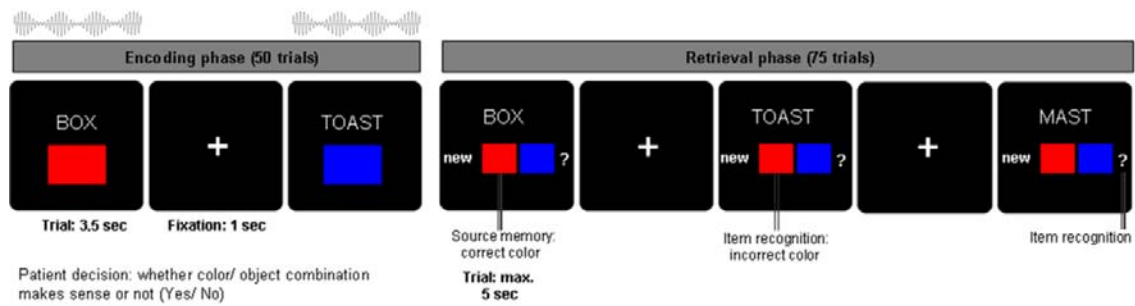 Encoding phase (50 trials)
BOX
+
TOAST
Trial: 3.5 sec
Fixation: 1 sec
Patient decision: whether color/ object combination
makes sense or not (Yes/ No)
Retrieval phase (75 trials)
BOX
new ?
Source memory:
correct color
Trial: max.
5 sec
+
TOAST
new ?
Item recognition:
incorrect color
+
MAST
new ?
Item recognition